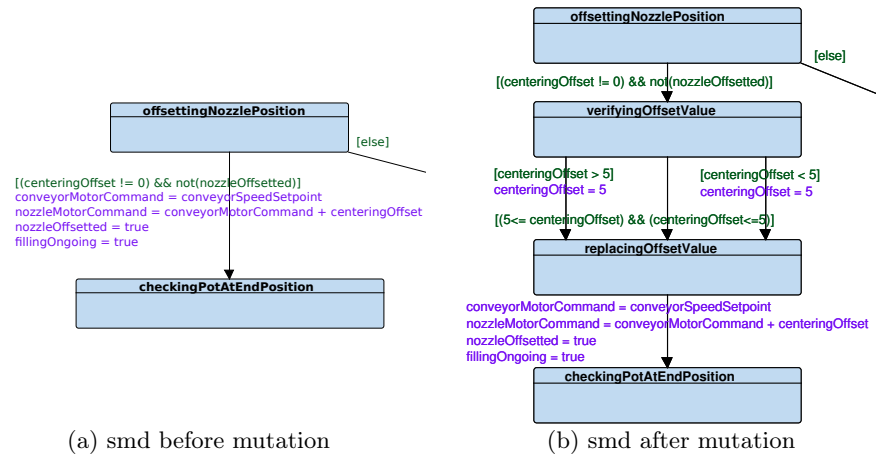 offsettingNozzlePosition
[else]
[(centeringOffset != 0) && not(nozzleOffsetted)]
conveyorMotorCommand = conveyorSpeedSetpoint
nozzleMotorCommand = conveyorMotorCommand + centeringOffset
nozzleOffsetted = true
fillingOngoing = true
checkingPotAtEndPosition
(a) smd before mutation
offsettingNozzlePosition
[else]
[(centeringOffset != 0) && not(nozzleOffsetted)]
verifyingOffsetValue
[centeringOffset > 5]
centeringOffset = 5
[centeringOffset < 5]
centeringOffset = 5
[(5<= centeringOffset) && (centeringOffset<=5)]
replacingOffsetValue
conveyorMotorCommand = conveyorSpeedSetpoint
nozzleMotorCommand = conveyorMotorCommand + centeringOffset
nozzleOffsetted = true
fillingOngoing = true
checkingPotAtEndPosition
(b) smd after mutation